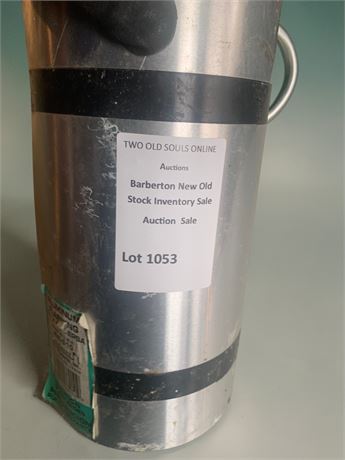 TWO OLD SOULS ONLINE
Auctions
Barberton New Old
Stock Inventory Sale
Auction Sale
Lot 1053